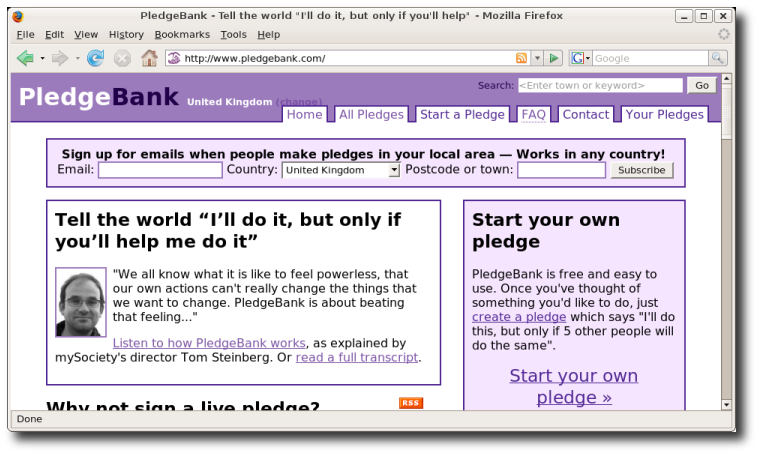 PledgeBank - Tell the world "I'll do it, but only if you'll help" - Mozilla Firefox
File Edit View History Bookmarks Tools Help
http://www.pledgebank.com/
G Google
Search: <Enter town or keyword> Go
PledgeBank United Kingdom (change)
Home All Pledges Start a Pledge FAQ Contact Your Pledges
Sign up for emails when people make pledges in your local area — Works in any country!
Email: Country: United Kingdom Postcode or town: Subscribe
Tell the world “I’ll do it, but only if
you’ll help me do it”
"We all know what it is like to feel powerless, that
our own actions can't really change the things that
we want to change. PledgeBank is about beating
that feeling..."
Listen to how PledgeBank works, as explained by
mySociety's director Tom Steinberg. Or read a full transcript.
Why not sign a live pledge?
RSS
Start your own
pledge
PledgeBank is free and easy to
use. Once you've thought of
something you'd like to do, just
create a pledge which says "I'll do
this, but only if 5 other people will
do the same".
Start your own
pledge »
Done